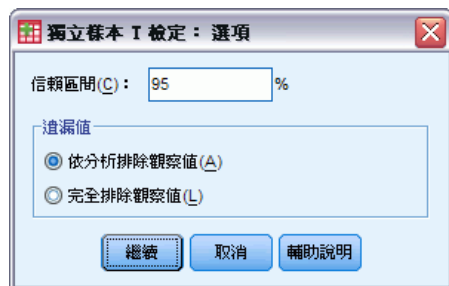 獨立樣本 T 檢定： 選項
信賴區間(C)： 95 %
遺漏值
依分析排除觀察值(A)
完全排除觀察值(L)
繼續 取消 輔助說明